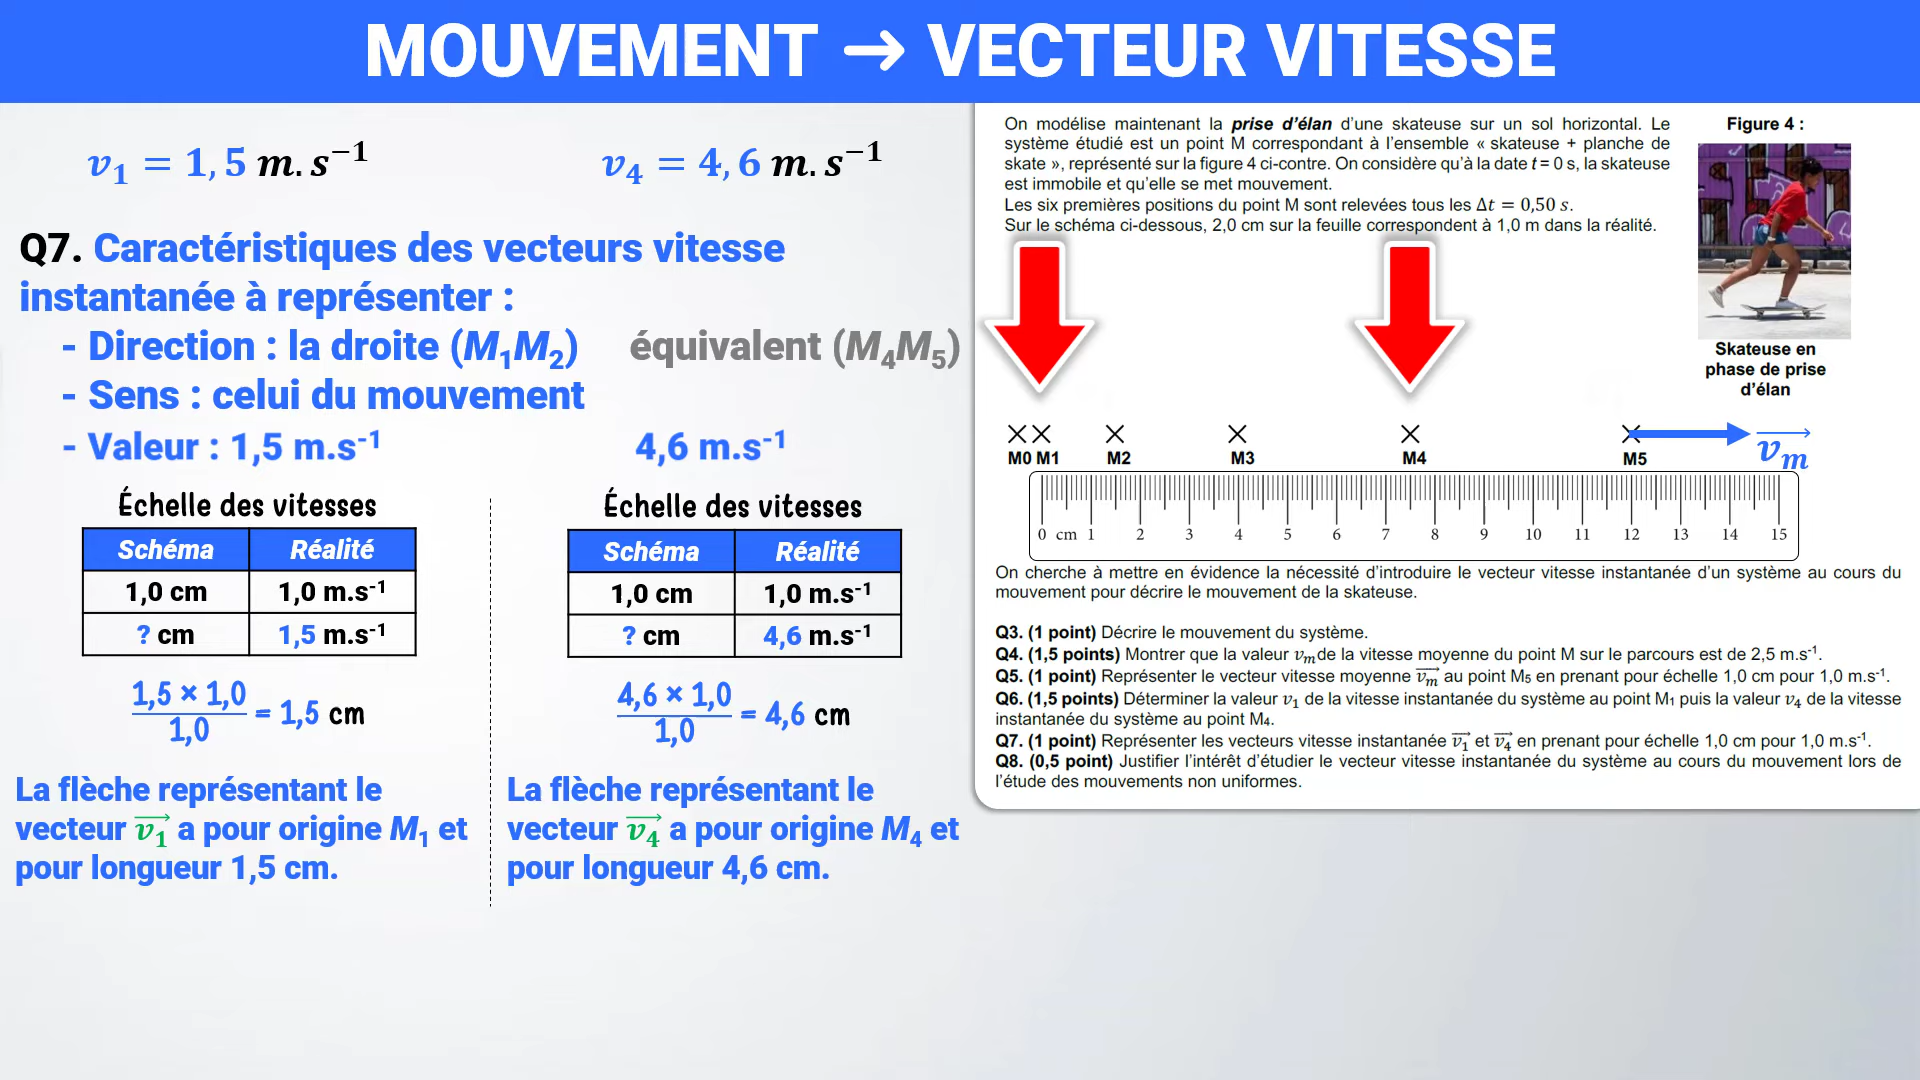 MOUVEMENT → VECTEUR VITESSE
v₁ = 1,5 m.s⁻¹
v₄ = 4,6 m.s⁻¹
Q7. Caractéristiques des vecteurs vitesse
instantanée à représenter :
- Direction : la droite (M₁M₂)
équivalent (M₄M₅)
- Sens : celui du mouvement
- Valeur : 1,5 m.s⁻¹
4,6 m.s⁻¹
Échelle des vitesses
Schéma Réalité
1,0 cm 1,0 m.s⁻¹
? cm 1,5 m.s⁻¹
1,5 × 1,0
1,0
= 1,5 cm
La flèche représentant le
vecteur v₁⃗ a pour origine M₁ et
pour longueur 1,5 cm.
Échelle des vitesses
Schéma Réalité
1,0 cm 1,0 m.s⁻¹
? cm 4,6 m.s⁻¹
4,6 × 1,0
1,0
= 4,6 cm
La flèche représentant le
vecteur v₄⃗ a pour origine M₄ et
pour longueur 4,6 cm.
On modélise maintenant la prise d'élan d'une skateuse sur un sol horizontal. Le
système étudié est un point M correspondant à l'ensemble « skateuse + planche de
skate », représenté sur la figure 4 ci-contre. On considère qu'à la date t = 0 s, la skateuse
est immobile et qu'elle se met mouvement.
Les six premières positions du point M sont relevées tous les Δt = 0,50 s.
Sur le schéma ci-dessous, 2,0 cm sur la feuille correspondent à 1,0 m dans la réalité.
Figure 4 :
Skateuse en
phase de prise
d'élan
v⃗ₘ
M0 M1 M2 M3 M4 M5
0 cm 1 2 3 4 5 6 7 8 9 10 11 12 13 14 15
On cherche à mettre en évidence la nécessité d'introduire le vecteur vitesse instantanée d'un système au cours du
mouvement pour décrire le mouvement de la skateuse.
Q3. (1 point) Décrire le mouvement du système.
Q4. (1,5 points) Montrer que la valeur vₘ de la vitesse moyenne du point M sur le parcours est de 2,5 m.s⁻¹.
Q5. (1 point) Représenter le vecteur vitesse moyenne v⃗ₘ au point M₅ en prenant pour échelle 1,0 cm pour 1,0 m.s⁻¹.
Q6. (1,5 points) Déterminer la valeur v₁ de la vitesse instantanée du système au point M₁ puis la valeur v₄ de la vitesse
instantanée du système au point M₄.
Q7. (1 point) Représenter les vecteurs vitesse instantanée v₁⃗ et v₄⃗ en prenant pour échelle 1,0 cm pour 1,0 m.s⁻¹.
Q8. (0,5 point) Justifier l'intérêt d'étudier le vecteur vitesse instantanée du système au cours du mouvement lors de
l'étude des mouvements non uniformes.